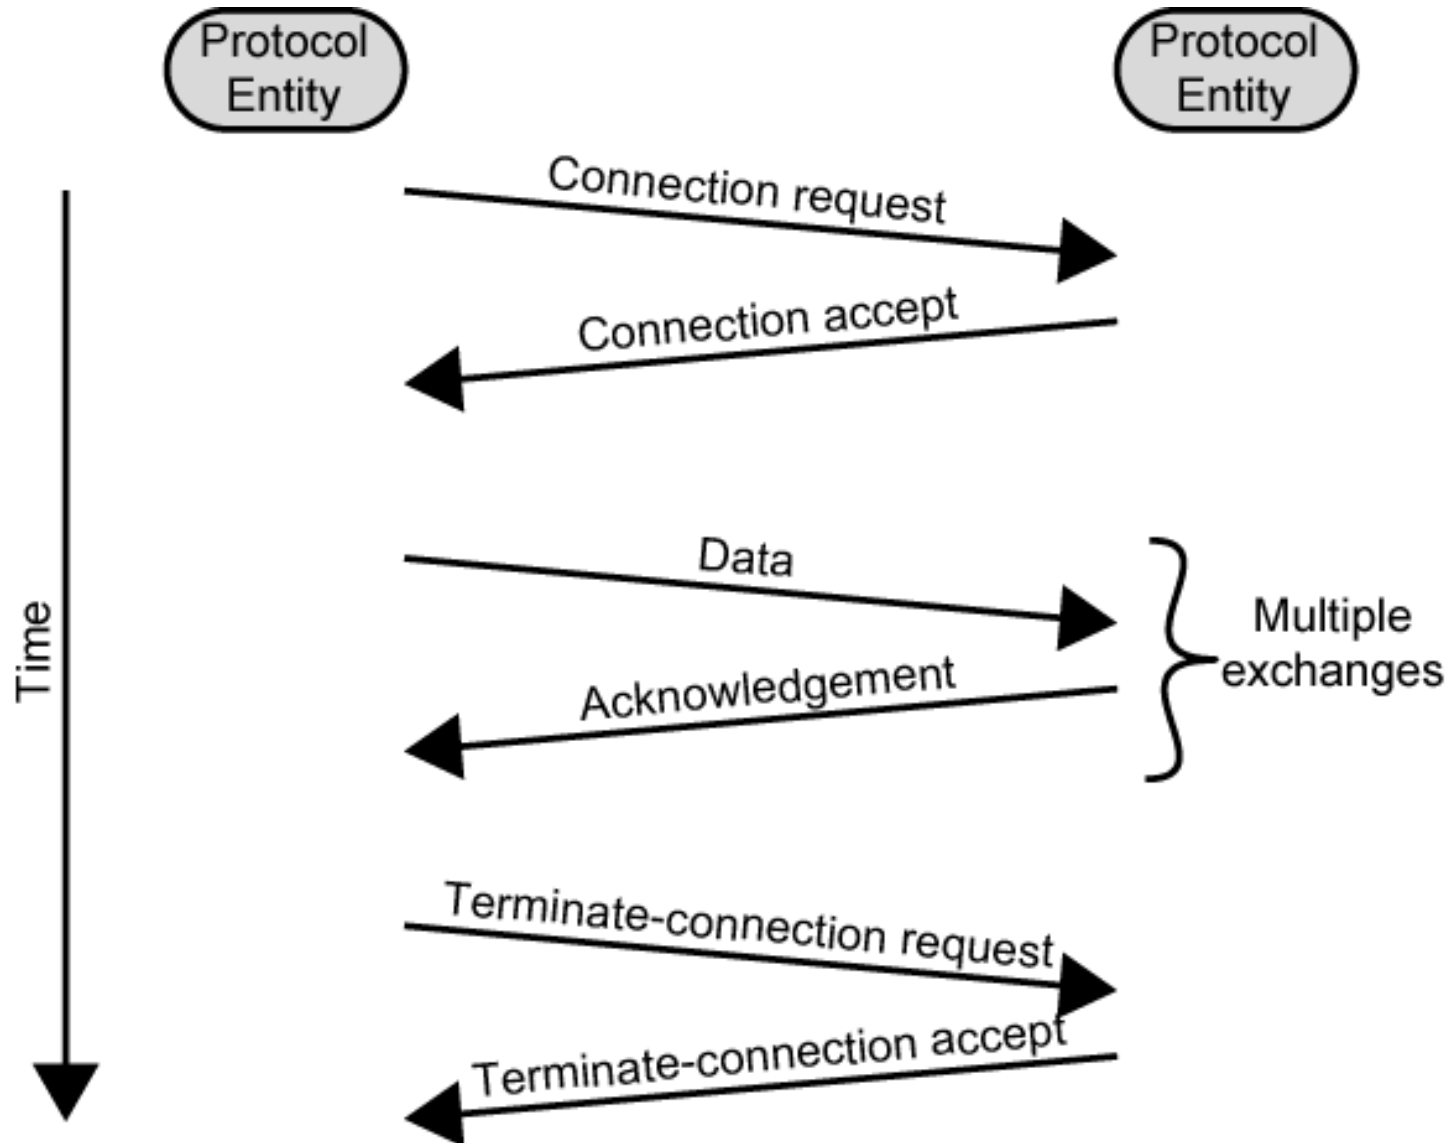 Protocol
Entity
Protocol
Entity
Connection request
Connection accept
Data
Multiple
exchanges
Time
Acknowledgement
Terminate-connection request
Terminate-connection accept